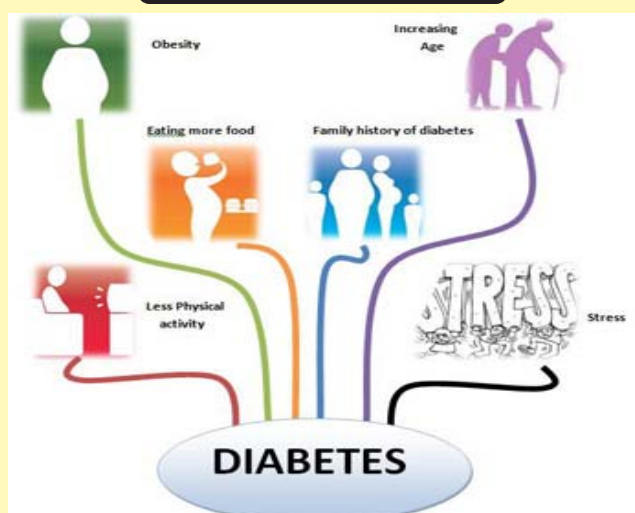 Obesity
Increasing
Age
Eating more food
Family history of diabetes
Less Physical
activity
STRESS
Stress
DIABETES